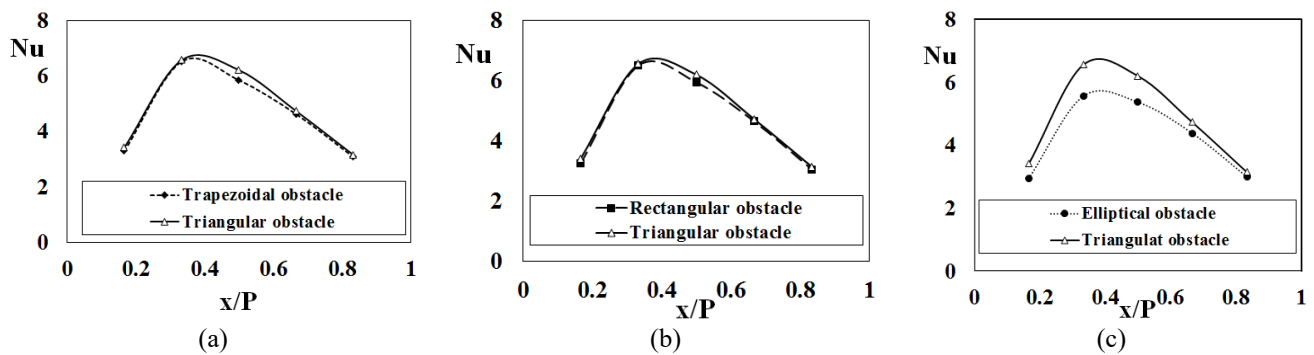 8
Nu
6
4
2
0
Trapezoidal obstacle
Triangular obstacle
0 0.2 0.4 0.6 0.8 1
x/P
(a)
8
Nu
6
4
2
0
Rectangular obstacle
Triangular obstacle
0 0.2 0.4 0.6 0.8 1
x/P
(b)
8
Nu
6
4
2
0
Elliptical obstacle
Triangulat obstacle
0 0.2 0.4 0.6 0.8 1
x/P
(c)